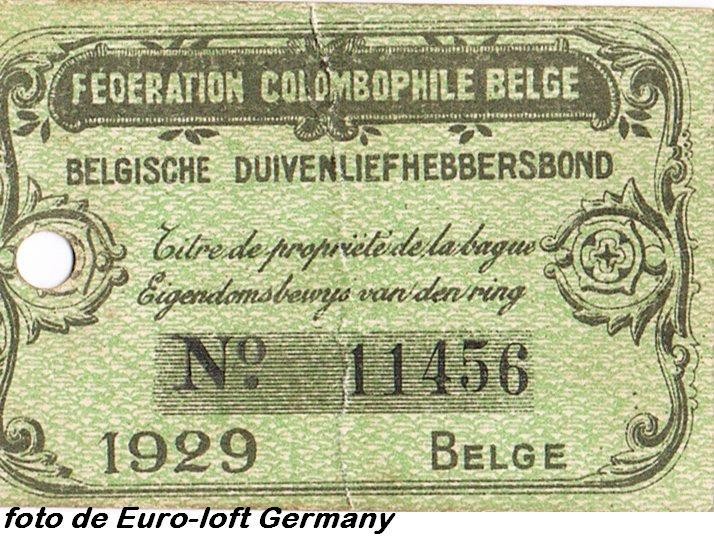 FÉDERATION COLOMBOPHILE BELGE
BELGISCHE DUIVENLIEFHEBBERSBOND
Titre de propriété de la bague
Eigendomsbewys van den ring
No. 11456
1929 BELGE
foto de Euro-loft Germany